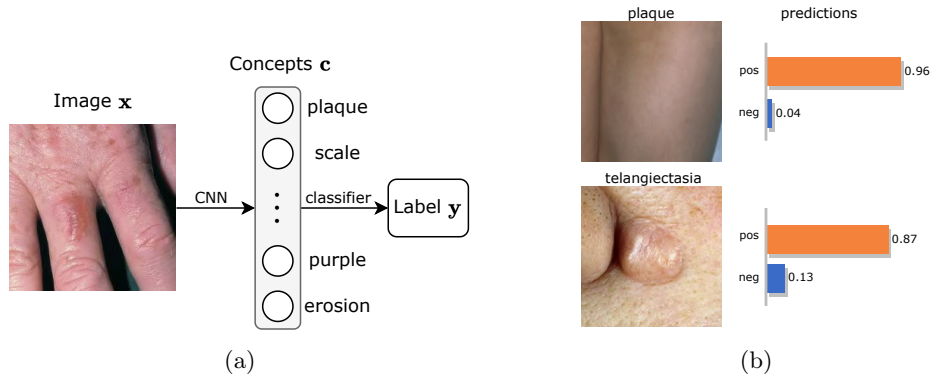 Image x
Concepts c
plaque
scale
CNN
classifier
Label y
purple
erosion
(a)
plaque
predictions
pos
0.96
neg
0.04
telangiectasia
pos
0.87
neg
0.13
(b)